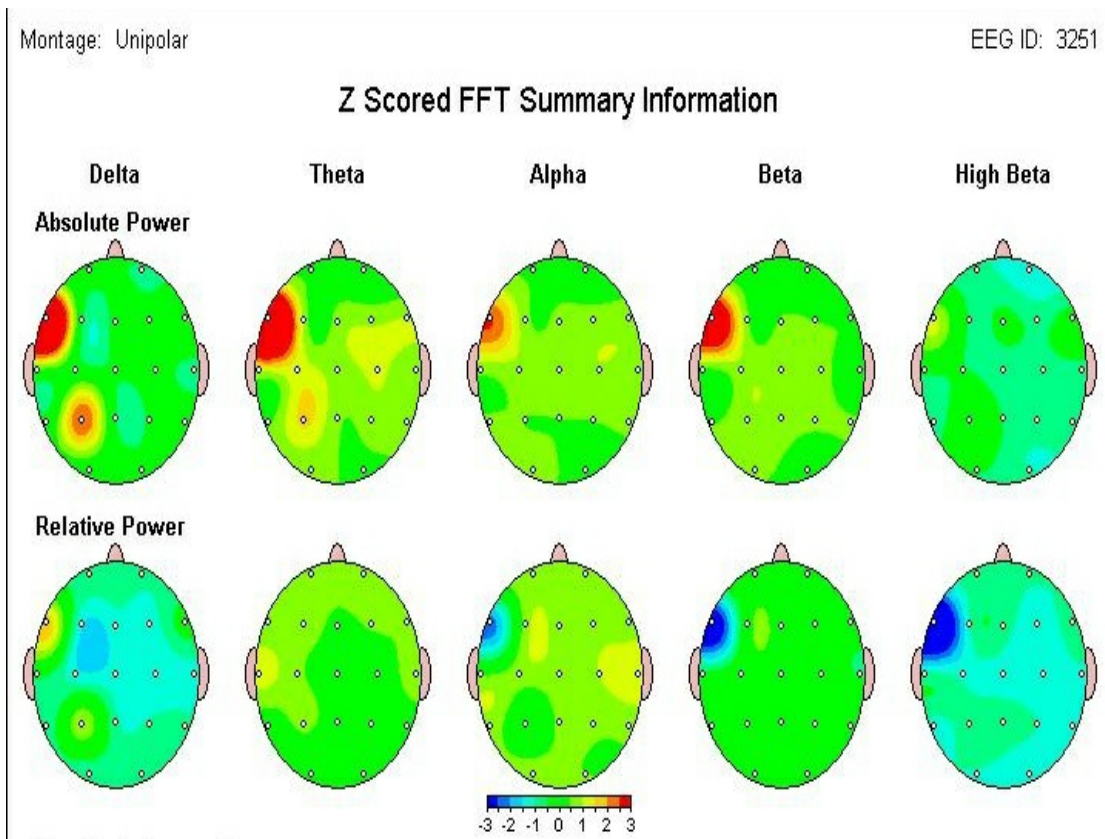 Montage: Unipolar EEG ID: 3251
Z Scored FFT Summary Information
Delta Theta Alpha Beta High Beta
Absolute Power
Relative Power
-3 -2 -1 0 1 2 3